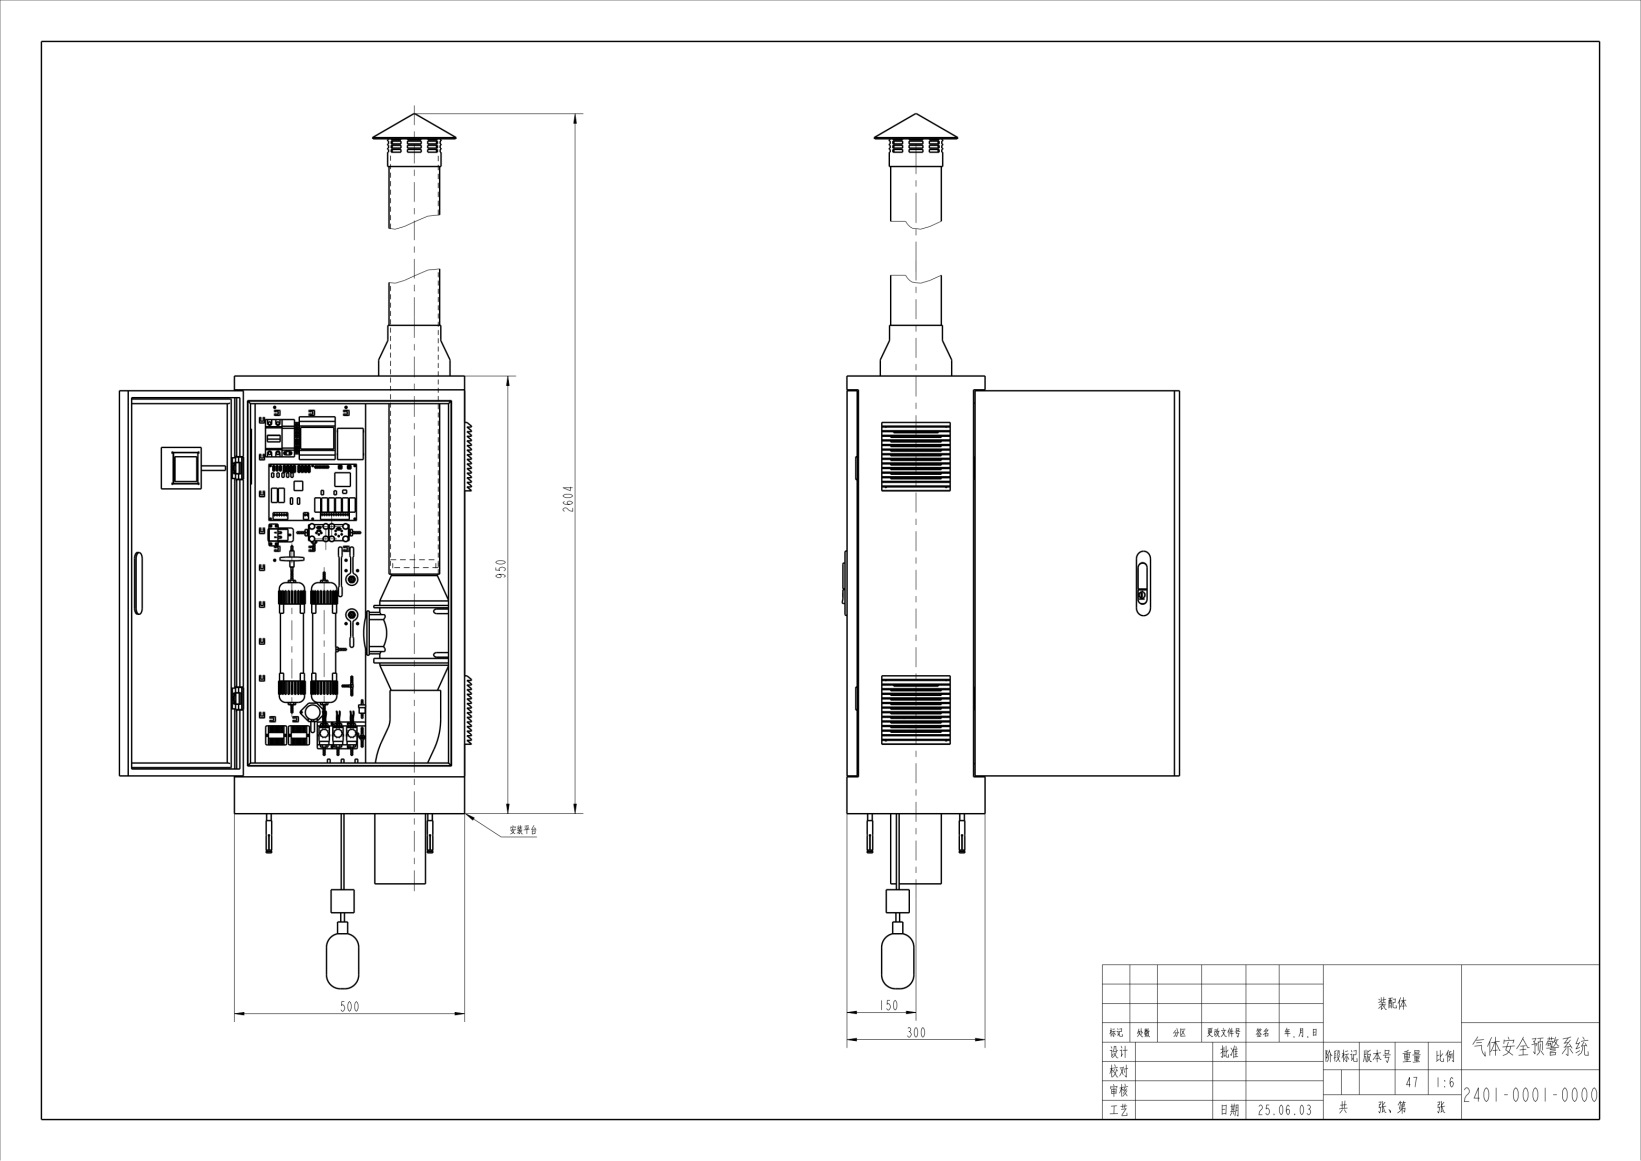 2604
950
安装平台
500
150
300
装配体
标记 处数 分区 更改文件号 签名 年.月.日
气体安全预警系统
设计 批准
阶段标记 版本号 重量 比例
校对
47 1:6
审核
2401-0001-0000
共 张、第 张
工艺 日期 25.06.03